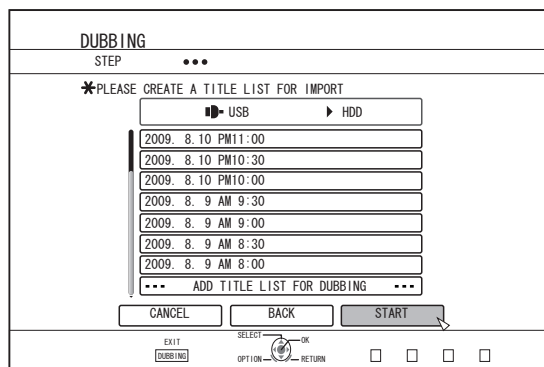 DUBBING
STEP
*PLEASE CREATE A TITLE LIST FOR IMPORT
USB ▶ HDD
2009. 8.10 PM11:00
2009. 8.10 PM10:30
2009. 8.10 PM10:00
2009. 8. 9 AM 9:30
2009. 8. 9 AM 9:00
2009. 8. 9 AM 8:30
2009. 8. 9 AM 8:00
--- ADD TITLE LIST FOR DUBBING ---
CANCEL BACK START
EXIT
DUBBING
SELECT OK
OPTION RETURN